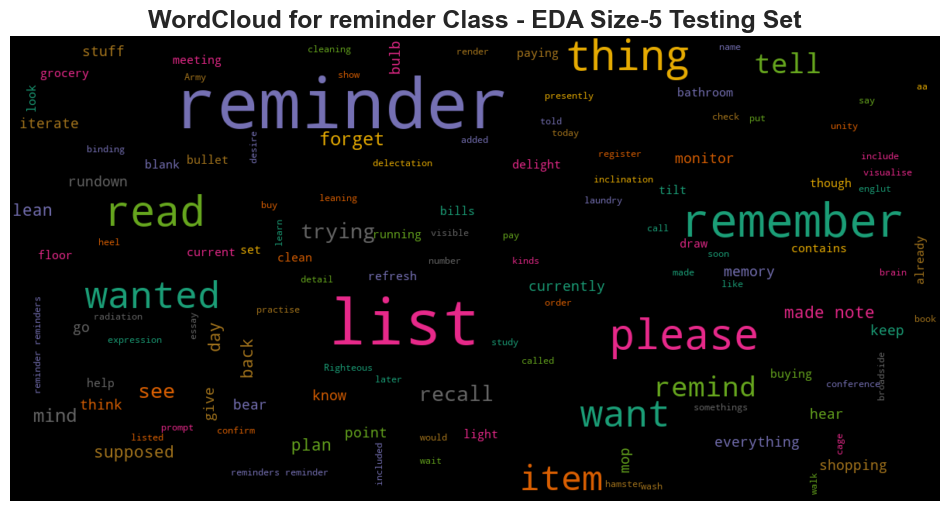 WordCloud for reminder Class - EDA Size-5 Testing Set
stuff
cleaning
bulb
render
paying
thing
name
tell
grocery
meeting
Army
show
reminder
look
presently
bathroom
aa
say
iterate
forget
desire
added
told
today
check
put
unity
binding
blank
bullet
delectation
delight
register
monitor
include
visualise
rundown
inclination
tilt
though
englut
lean
read
buy
leaning
bills
laundry
remember
learn
trying
running
visible
pay
call
heel
floor
current
set
clean
number
kinds
draw
soon
contains
already
detail
refresh
currently
made
like
memory
brain
wanted
list
order
reminder reminders
radiation
go
expression
essay
day
practise
back
study
please
made note
keep
book
called
help
see
think
give
bear
Righteous
later
know
recall
want
remind
somethings
buying
conference
broadside
mind
prompt
listed
confirm
supposed
plan
point
would
light
wait
hear
everything
cage
reminders reminder
included
item
hamster
wash
mop
shopping
walk